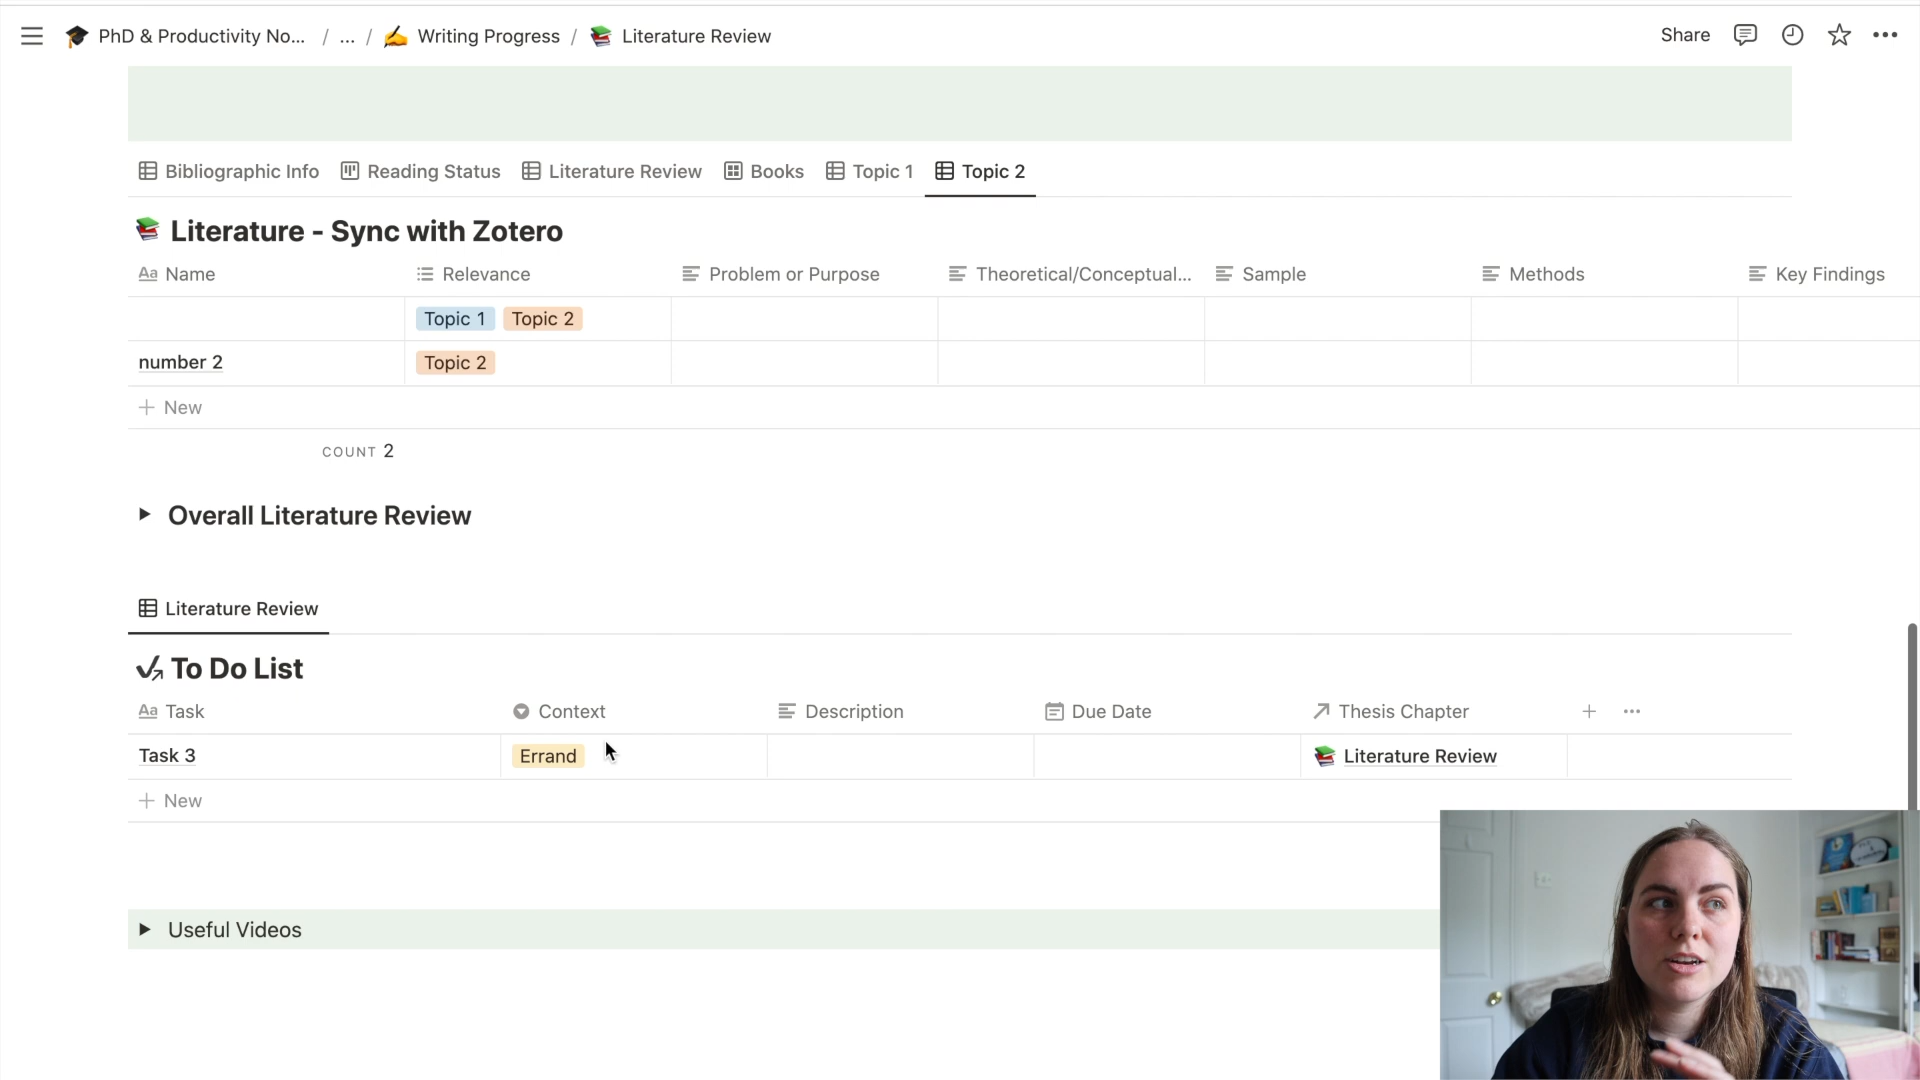 PhD & Productivity No... / ... / Writing Progress / Literature Review
Share
Bibliographic Info Reading Status Literature Review Books Topic 1 Topic 2
Literature - Sync with Zotero
Aa Name Relevance Problem or Purpose Theoretical/Conceptual... Sample Methods Key Findings
Topic 1 Topic 2
number 2 Topic 2
+ New
COUNT 2
Overall Literature Review
Literature Review
To Do List
Aa Task Context Description Due Date Thesis Chapter + ...
Task 3 Errand Literature Review
+ New
Useful Videos